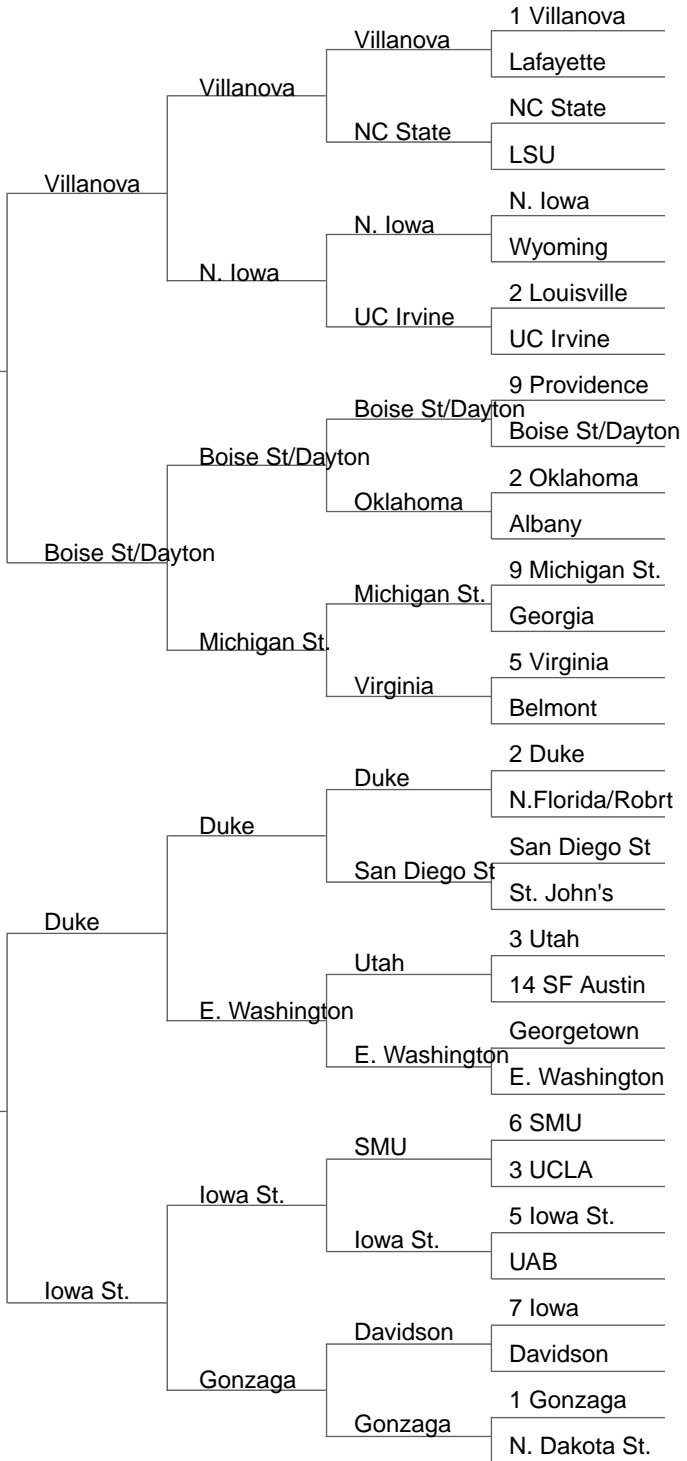 1 Villanova
Villanova
Lafayette
Villanova
NC State
NC State
LSU
Villanova
N. Iowa
N. Iowa
Wyoming
N. Iowa
2 Louisville
UC Irvine
UC Irvine
9 Providence
Boise St/Dayton
Boise St/Dayton
Boise St/Dayton
2 Oklahoma
Oklahoma
Albany
Boise St/Dayton
9 Michigan St.
Michigan St.
Georgia
Michigan St.
5 Virginia
Virginia
Belmont
2 Duke
Duke
N.Florida/Robrt
Duke
San Diego St
San Diego St
St. John's
Duke
3 Utah
Utah
14 SF Austin
E. Washington
Georgetown
E. Washington
E. Washington
6 SMU
SMU
3 UCLA
Iowa St.
5 Iowa St.
Iowa St.
UAB
Iowa St.
7 Iowa
Davidson
Davidson
Gonzaga
1 Gonzaga
Gonzaga
N. Dakota St.